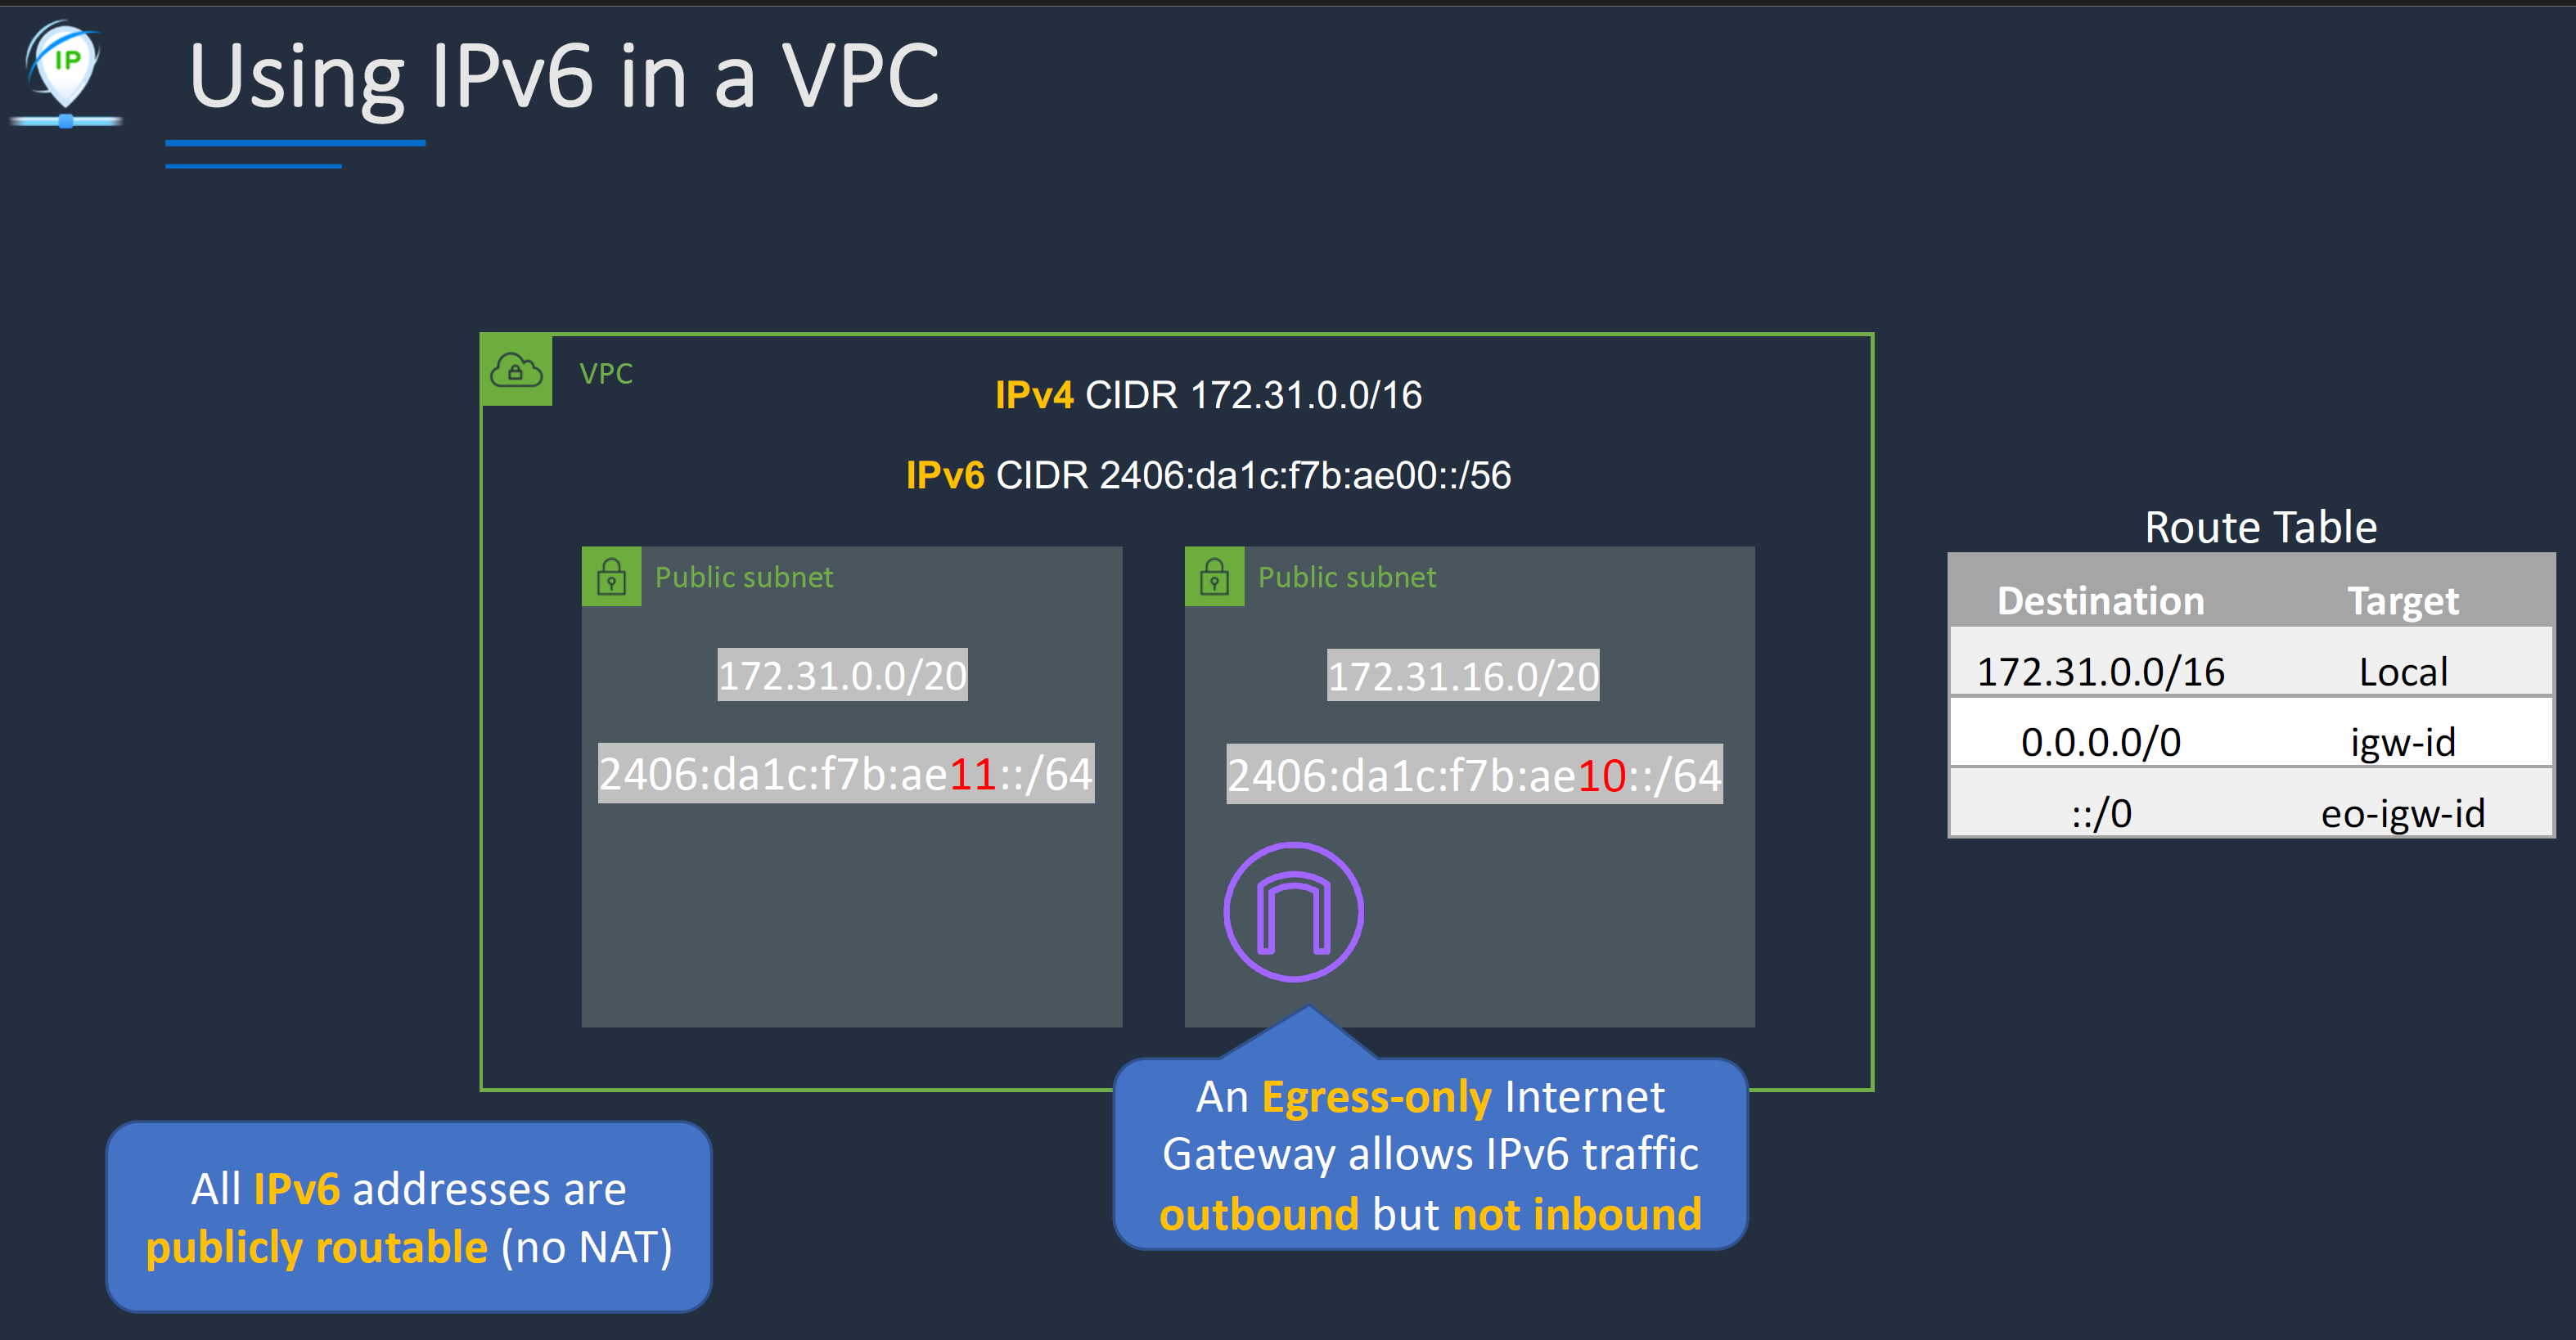 IP
Using IPv6 in a VPC
VPC
IPv4 CIDR 172.31.0.0/16
IPv6 CIDR 2406:da1c:f7b:ae00::/56
Public subnet
172.31.0.0/20
2406:da1c:f7b:ae11::/64
Public subnet
172.31.16.0/20
2406:da1c:f7b:ae10::/64
Route Table
Destination Target
172.31.0.0/16 Local
0.0.0.0/0 igw-id
::/0 eo-igw-id
All IPv6 addresses are
publicly routable (no NAT)
An Egress-only Internet
Gateway allows IPv6 traffic
outbound but not inbound